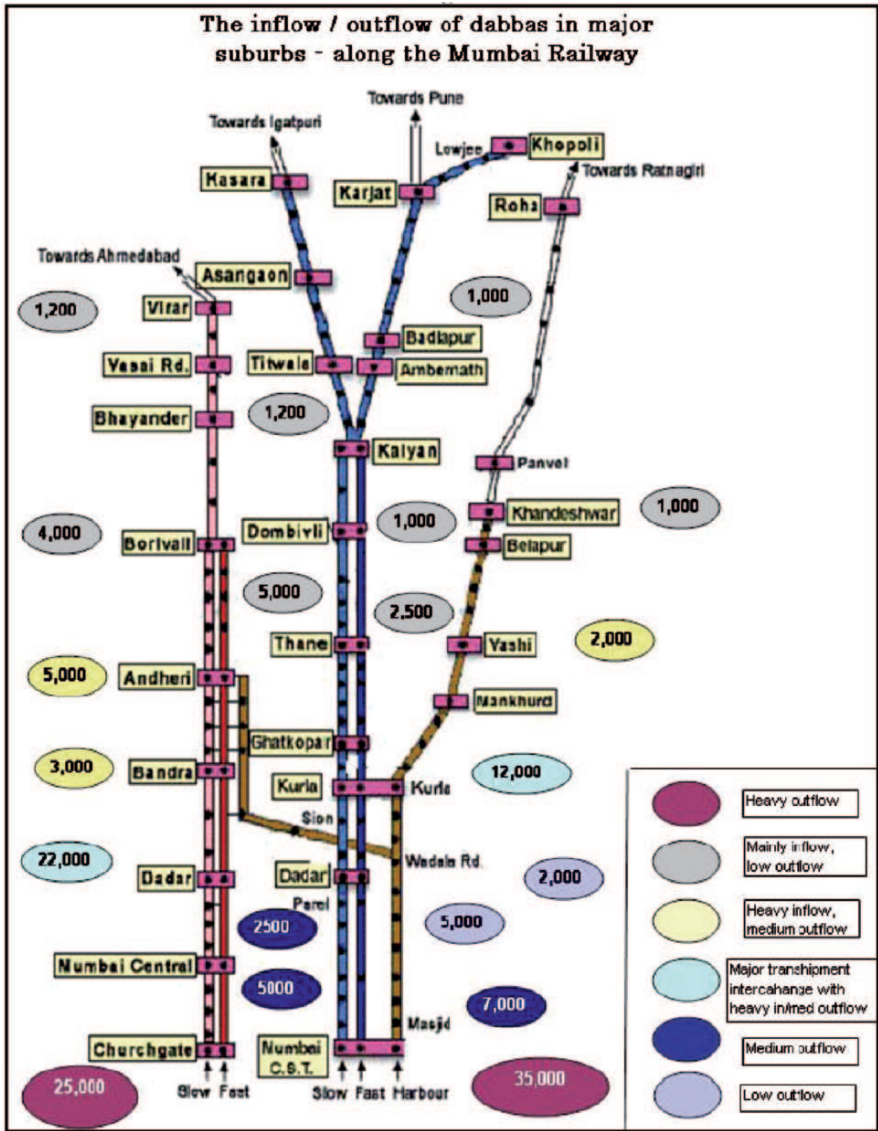 The inflow / outflow of dabbas in major
suburbs - along the Mumbai Railway
Towards Pune
Towards Igatpuri
Lowjee
Khopoli
Towards Ratnagiri
Kasara
Karjat
Roha
Towards Ahmedabad
Asangaon
1,000
1,200
Virar
Badlapur
Vasai Rd.
Titwala
Ambernath
Bhayander
1,200
Kalyan
Panvel
4,000
Dombivli
1,000
Khandeshwar
1,000
Borivali
Belapur
5,000
2,500
Thane
Vashi
2,000
5,000
Andheri
Mankhurd
Ghatkopar
3,000
Bandra
Kurla
Kurla
12,000
Sion
Wadala Rd.
22,000
Dadar
Dadar
2,000
Parel
2500
5,000
Mumbai Central
5000
7,000
Masjid
Churchgate
Mumbai
C.S.T.
25,000
Slow Fast
Slow Fast Harbour
35,000
Heavy outflow
Mainly inflow,
low outflow
Heavy inflow,
medium outflow
Major transhipment
intercahange with
heavy in/med outflow
Medium outflow
Low outflow